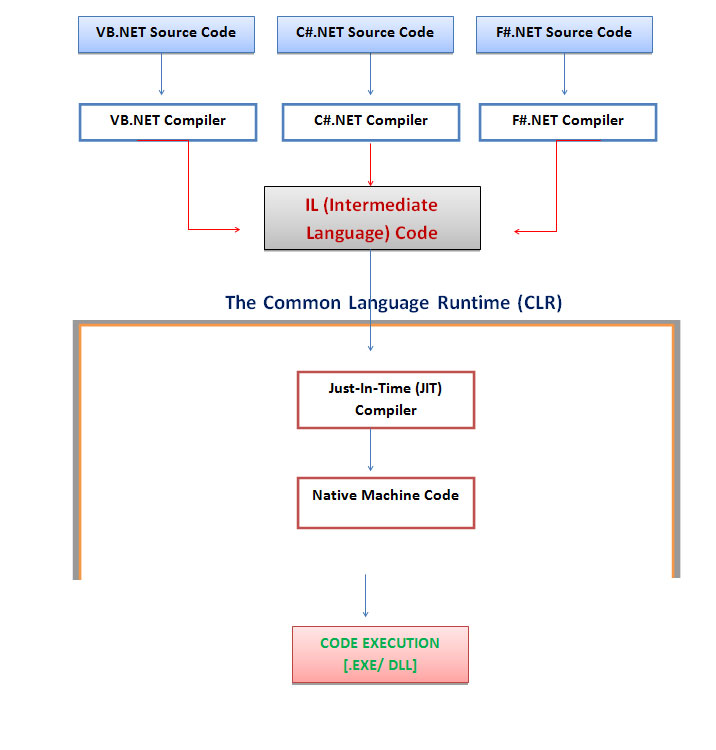 VB.NET Source Code
C#.NET Source Code
F#.NET Source Code
VB.NET Compiler
C#.NET Compiler
F#.NET Compiler
IL (Intermediate
Language) Code
The Common Language Runtime (CLR)
Just-In-Time (JIT)
Compiler
Native Machine Code
CODE EXECUTION
[.EXE/ DLL]